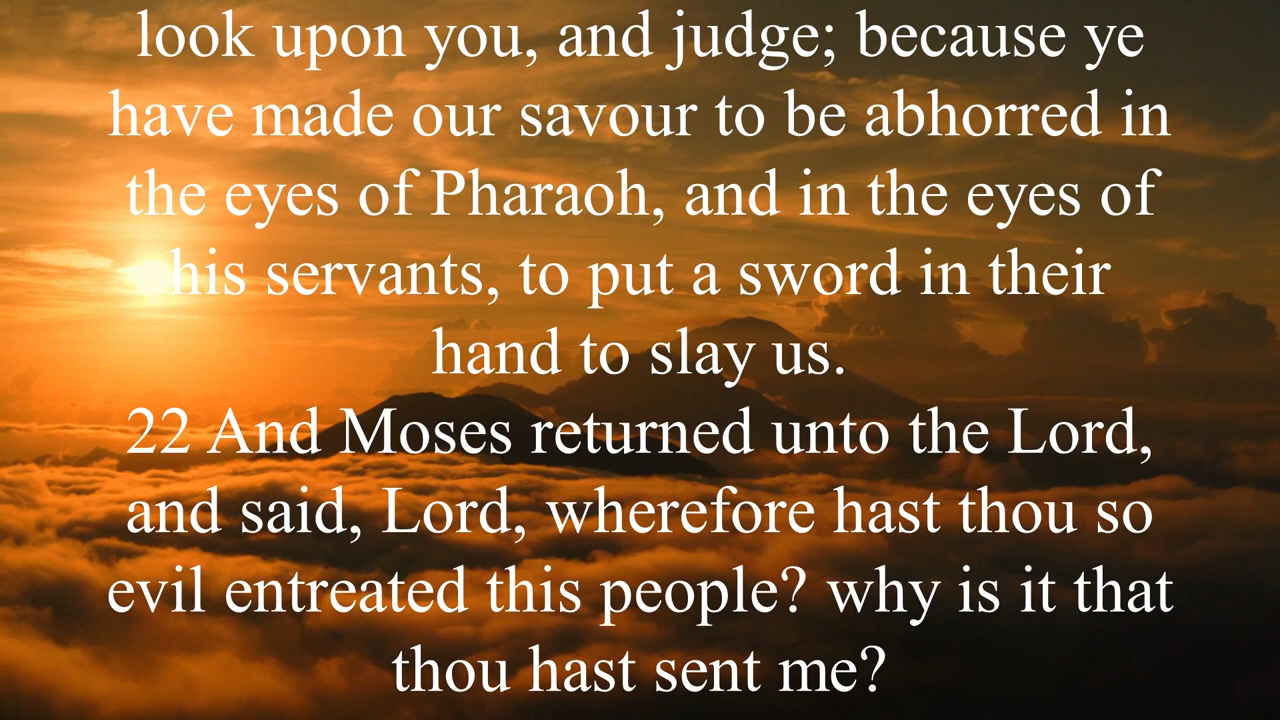 look upon you, and judge; because ye
have made our savour to be abhorred in
the eyes of Pharaoh, and in the eyes of
his servants, to put a sword in their
hand to slay us.
22 And Moses returned unto the Lord,
and said, Lord, wherefore hast thou so
evil entreated this people? why is it that
thou hast sent me?